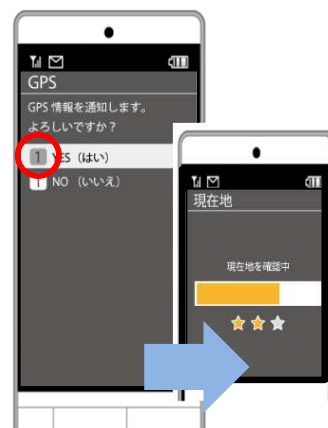 GPS
GPS 情報を通知します。
よろしいですか？
1 YES（はい）
1 NO（いいえ）
現在地
現在地を確認中